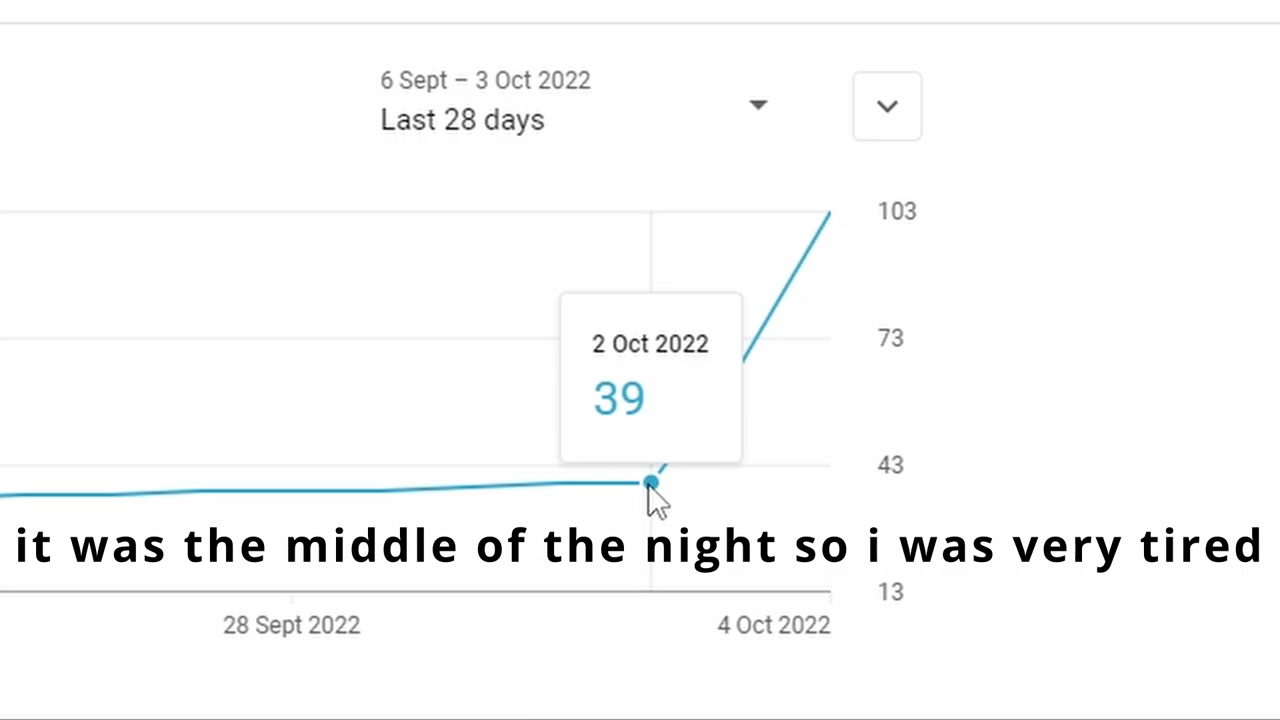 6 Sept – 3 Oct 2022
Last 28 days
103
73
2 Oct 2022
39
43
it was the middle of the night so i was very tired
13
28 Sept 2022
4 Oct 2022